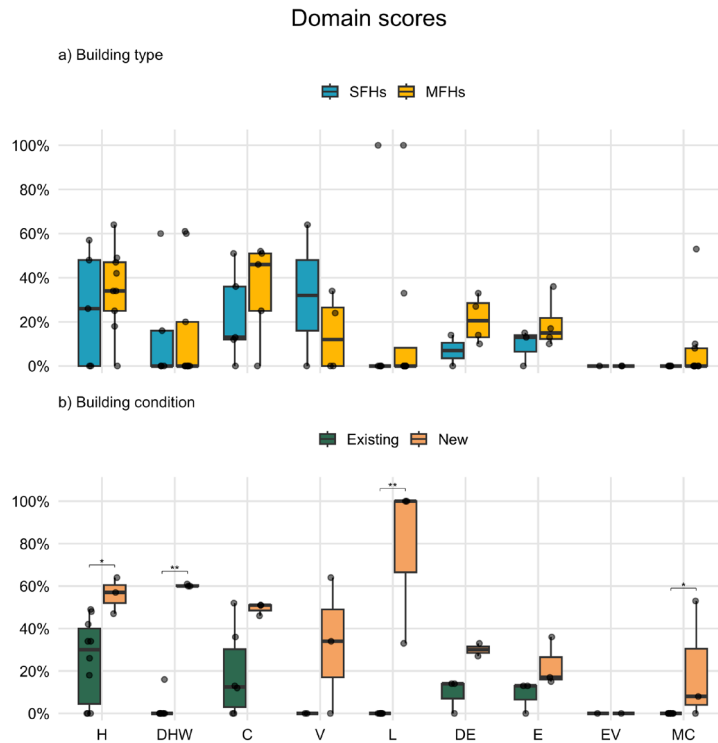 Domain scores
a) Building type
SFHs MFHs
100%
80%
60%
40%
20%
0%
b) Building condition
Existing New
100%
80%
60%
40%
20%
0%
* ** ** *
H DHW C V L DE E EV MC